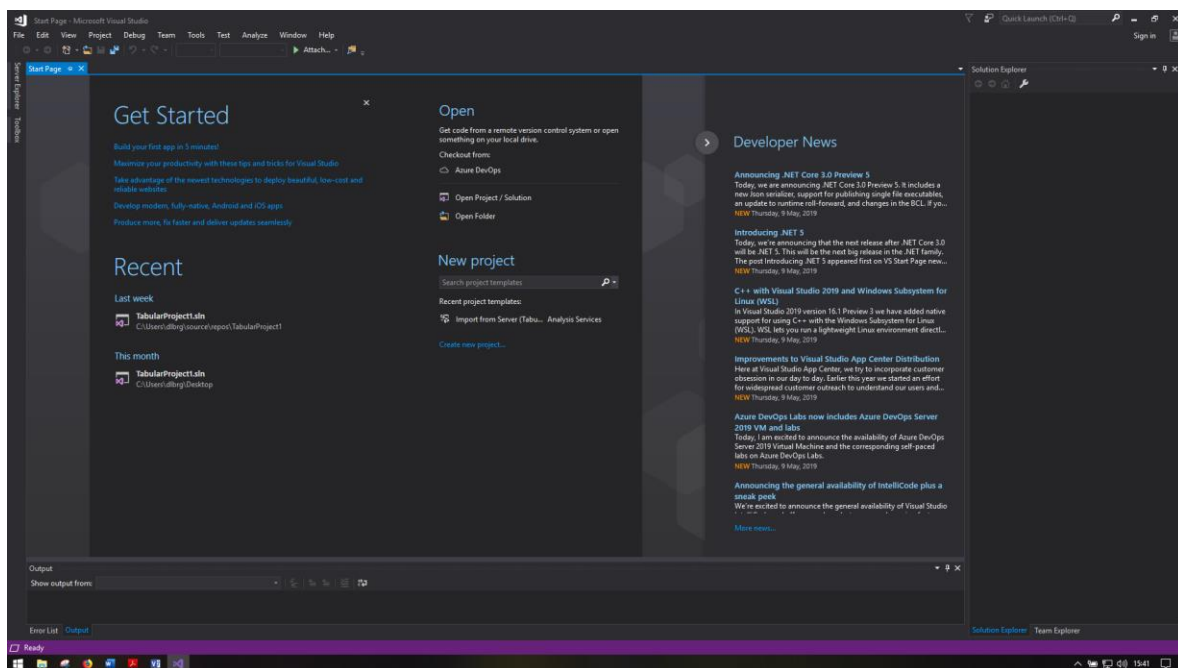 Start Page - Microsoft Visual Studio
Quick Launch (Ctrl+Q)
File Edit View Project Debug Team Tools Test Analyze Window Help
Sign in
Attach...
Server Explorer
Toolbox
Start Page
Get Started
Build your first app in 5 minutes!
Maximize your productivity with these tips and tricks for Visual Studio
Take advantage of the newest technologies to deploy beautiful, low-cost and
reliable websites
Develop modern, fully-native, Android and iOS apps
Produce more, fix faster and deliver updates seamlessly
Recent
Last week
TabularProject1.sln
C:\Users\dlbrg\source\repos\TabularProject1
This month
TabularProject1.sln
C:\Users\dlbrg\Desktop
Open
Get code from a remote version control system or open
something on your local drive.
Checkout from:
Azure DevOps
Open Project / Solution
Open Folder
New project
Search project templates
Recent project templates:
Import from Server (Tabu... Analysis Services
Create new project...
Developer News
Announcing .NET Core 3.0 Preview 5
Today, we are announcing .NET Core 3.0 Preview 5. It includes a
new Json serializer, support for publishing single file executables,
an update to runtime roll-forward, and changes in the BCL. If yo...
NEW Thursday, 9 May, 2019
Introducing .NET 5
Today, we're announcing that the next release after .NET Core 3.0
will be .NET 5. This will be the next big release in the .NET family.
The post Introducing .NET 5 appeared first on VS Start Page new...
NEW Thursday, 9 May, 2019
C++ with Visual Studio 2019 and Windows Subsystem for
Linux (WSL)
In Visual Studio 2019 version 16.1 Preview 3 we have added native
support for using C++ with the Windows Subsystem for Linux
(WSL). WSL lets you run a lightweight Linux environment directl...
NEW Thursday, 9 May, 2019
Improvements to Visual Studio App Center Distribution
Here at Visual Studio App Center, we try to incorporate customer
obsession in our day to day. Earlier this year we started an effort
for widespread customer outreach to understand our users and...
NEW Thursday, 9 May, 2019
Azure DevOps Labs now includes Azure DevOps Server
2019 VM and labs
Today, I am excited to announce the availability of Azure DevOps
Server 2019 Virtual Machine and the corresponding self-paced
labs on Azure DevOps Labs.
NEW Thursday, 9 May, 2019
Announcing the general availability of IntelliCode plus a
sneak peek
We're excited to announce the general availability of Visual Studio
More news...
Solution Explorer
Output
Show output from:
Error List Output
Solution Explorer Team Explorer
Ready
15:41